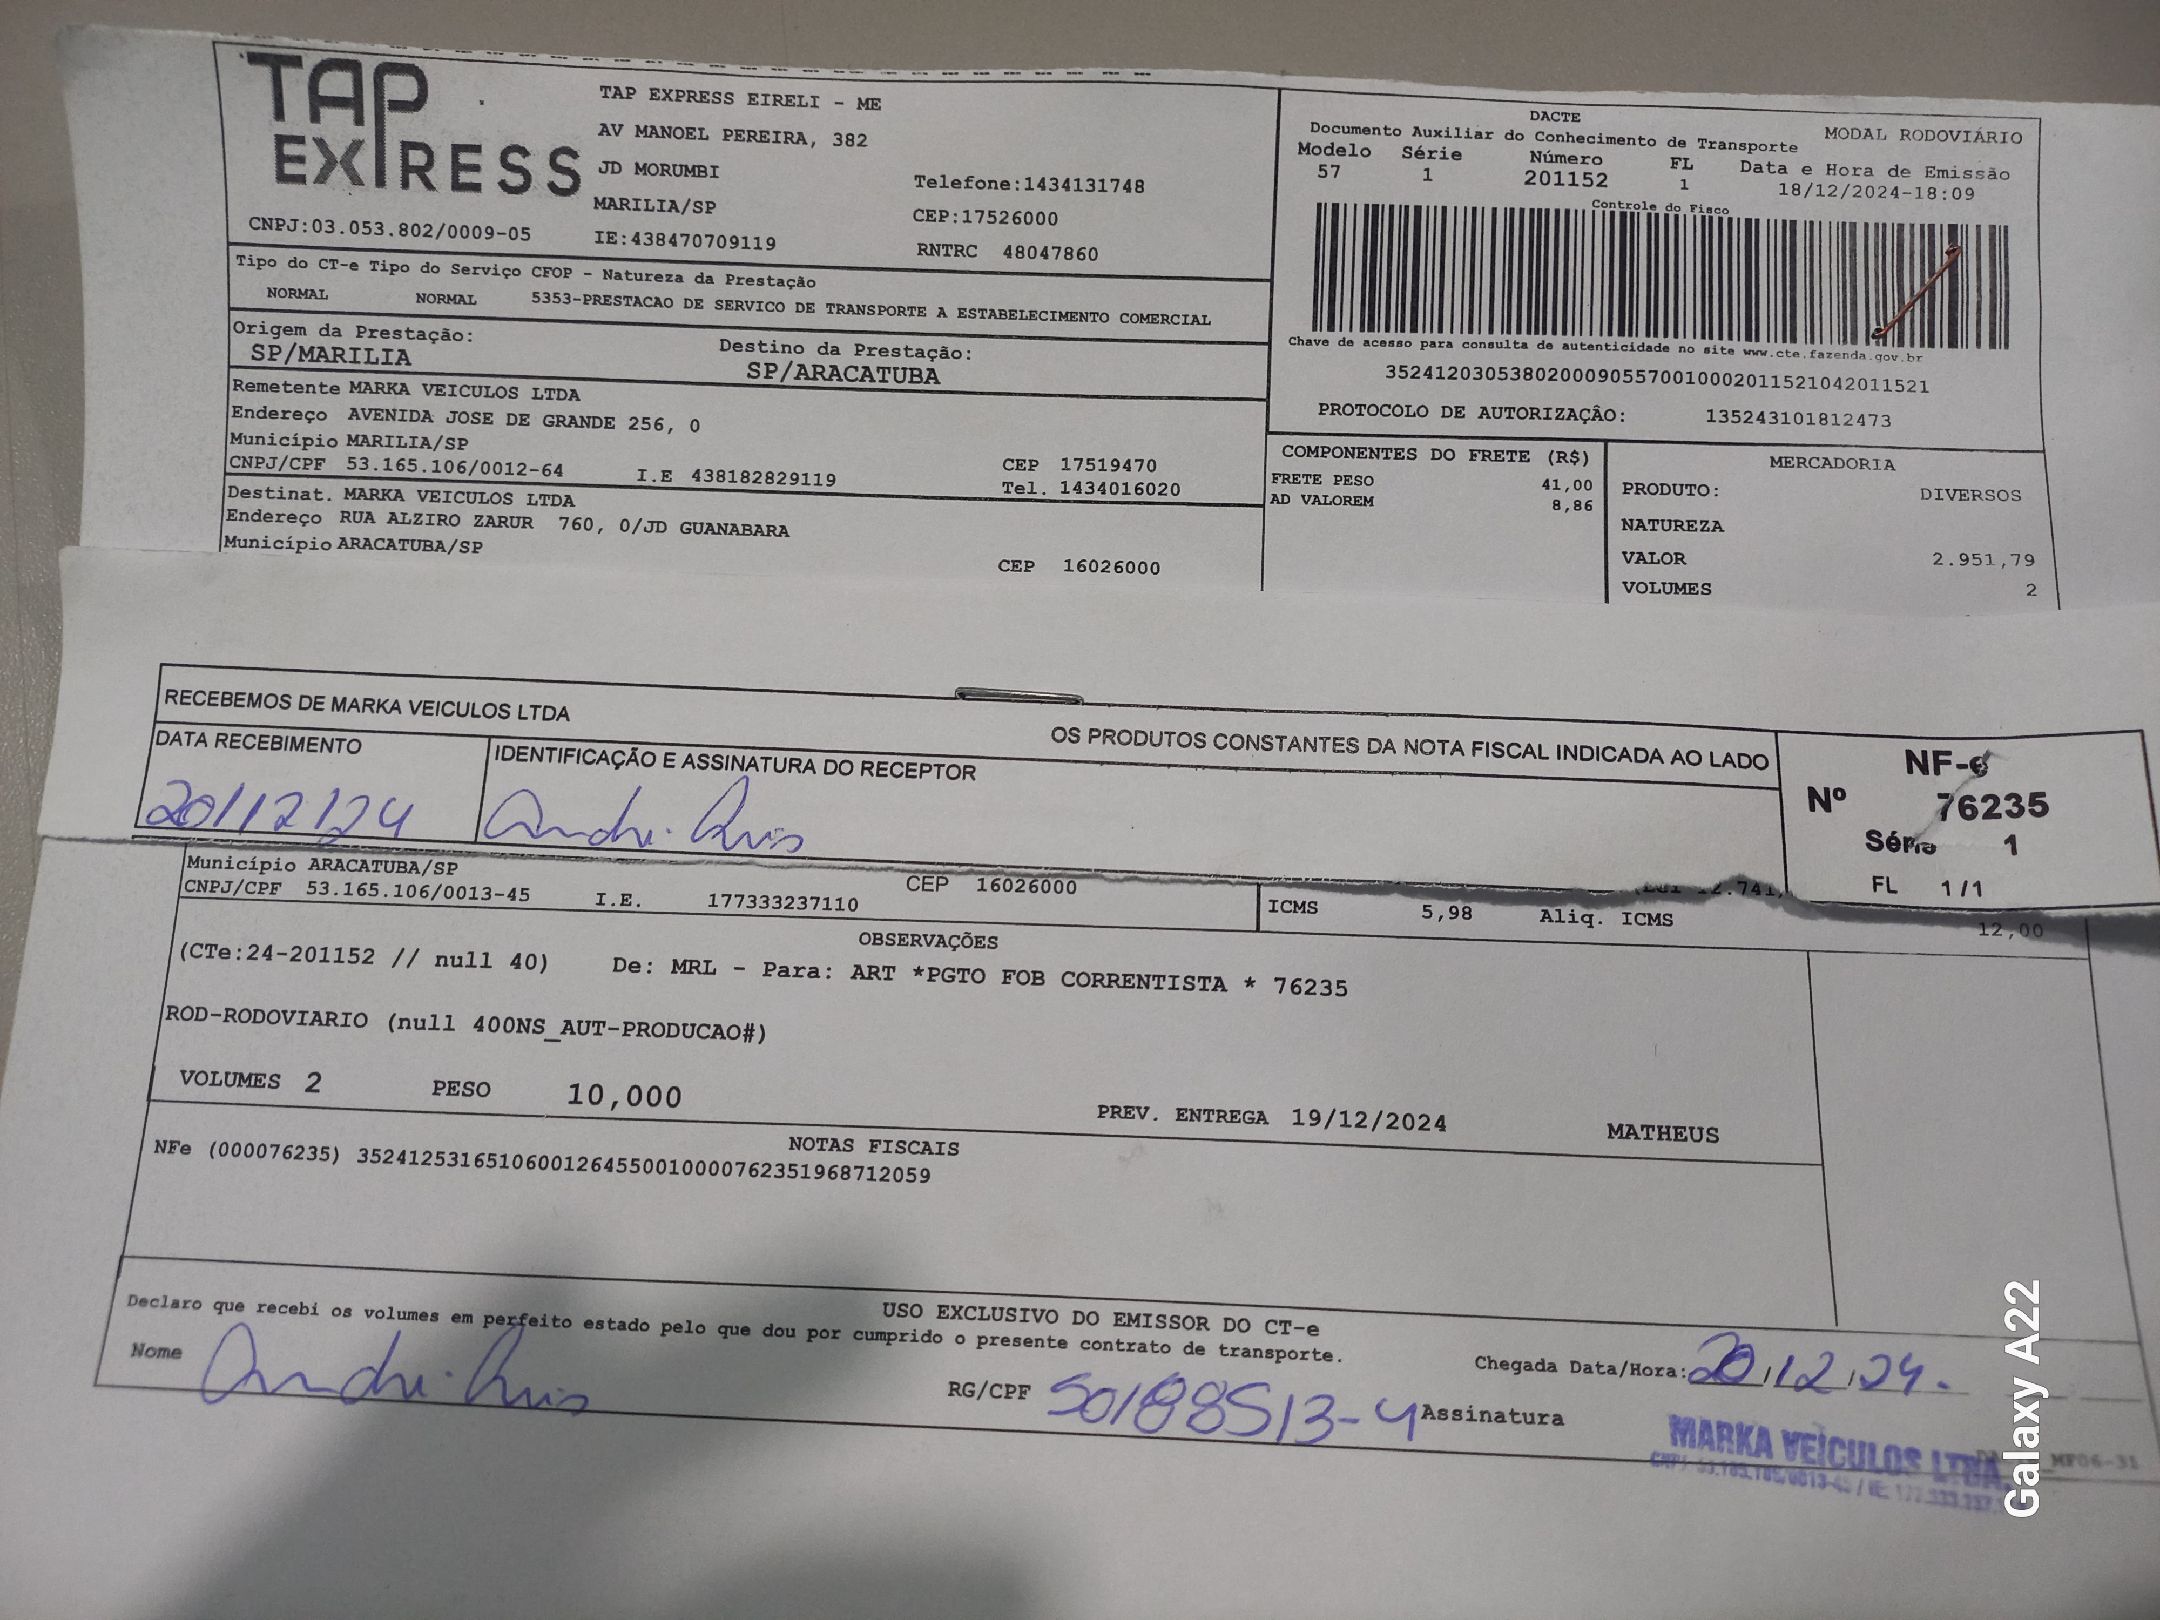 TAP EXPRESS
TAP EXPRESS EIRELI - ME
AV MANOEL PEREIRA, 382
JD MORUMBI Telefone:1434131748
MARILIA/SP CEP:17526000
CNPJ:03.053.802/0009-05 IE:438470709119 RNTRC 48047860
DACTE
Documento Auxiliar do Conhecimento de Transporte MODAL RODOVIÁRIO
Modelo Série Número FL Data e Hora de Emissão
57 1 201152 1 18/12/2024-18:09
Controle do Fisco
Chave de acesso para consulta de autenticidade no site www.cte.fazenda.gov.br
35241203053802000905570010002011521042011521
PROTOCOLO DE AUTORIZAÇÃO: 135243101812473
Tipo do CT-e Tipo do Serviço CFOP - Natureza da Prestação
NORMAL NORMAL 5353-PRESTACAO DE SERVICO DE TRANSPORTE A ESTABELECIMENTO COMERCIAL
Origem da Prestação: Destino da Prestação:
SP/MARILIA SP/ARACATUBA
Remetente MARKA VEICULOS LTDA
Endereço AVENIDA JOSE DE GRANDE 256, 0
Município MARILIA/SP CEP 17519470
CNPJ/CPF 53.165.106/0012-64 I.E 438182829119 Tel. 1434016020
Destinat. MARKA VEICULOS LTDA
Endereço RUA ALZIRO ZARUR 760, 0/JD GUANABARA
Município ARACATUBA/SP CEP 16026000
COMPONENTES DO FRETE (R$)
FRETE PESO 41,00
AD VALOREM 8,86
MERCADORIA
PRODUTO: DIVERSOS
NATUREZA
VALOR 2.951,79
VOLUMES 2
RECEBEMOS DE MARKA VEICULOS LTDA OS PRODUTOS CONSTANTES DA NOTA FISCAL INDICADA AO LADO
DATA RECEBIMENTO IDENTIFICAÇÃO E ASSINATURA DO RECEPTOR
20/12/24
NF-e
Nº 76235
Série 1
FL 1/1
Município ARACATUBA/SP CEP 16026000
CNPJ/CPF 53.165.106/0013-45 I.E. 177333237110
ICMS 5,98 Aliq. ICMS 12,00
OBSERVAÇÕES
(CTe:24-201152 // null 40) De: MRL - Para: ART *PGTO FOB CORRENTISTA * 76235
ROD-RODOVIARIO (null 400NS_AUT-PRODUCAO#)
VOLUMES 2 PESO 10,000 PREV. ENTREGA 19/12/2024 MATHEUS
NOTAS FISCAIS
NFe (000076235) 35241253165106001264550010000762351968712059
USO EXCLUSIVO DO EMISSOR DO CT-e
Declaro que recebi os volumes em perfeito estado pelo que dou por cumprido o presente contrato de transporte.
Nome RG/CPF 50188513-4 Assinatura Chegada Data/Hora: 20/12/24.
MARKA VEICULOS LTDA
Galaxy A22